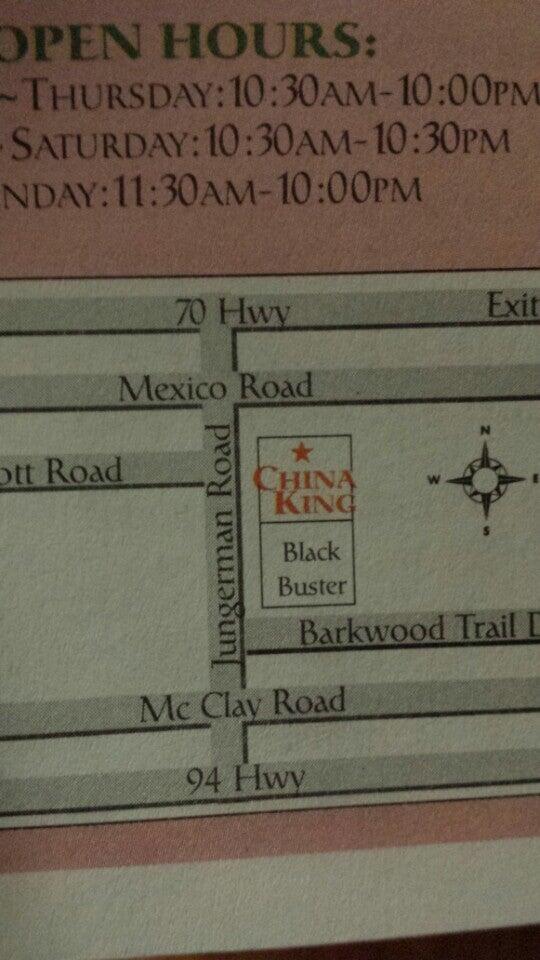 OPEN HOURS:
~THURSDAY:10:30AM-10:00PM
SATURDAY:10:30AM-10:30PM
NDAY:11:30AM-10:00PM
70 Hwy
Exit
Mexico Road
N
ott Road
CHINA
KING
W
E
S
Jungerman Road
Black
Buster
Barkwood Trail D
Mc Clay Road
94 Hwy